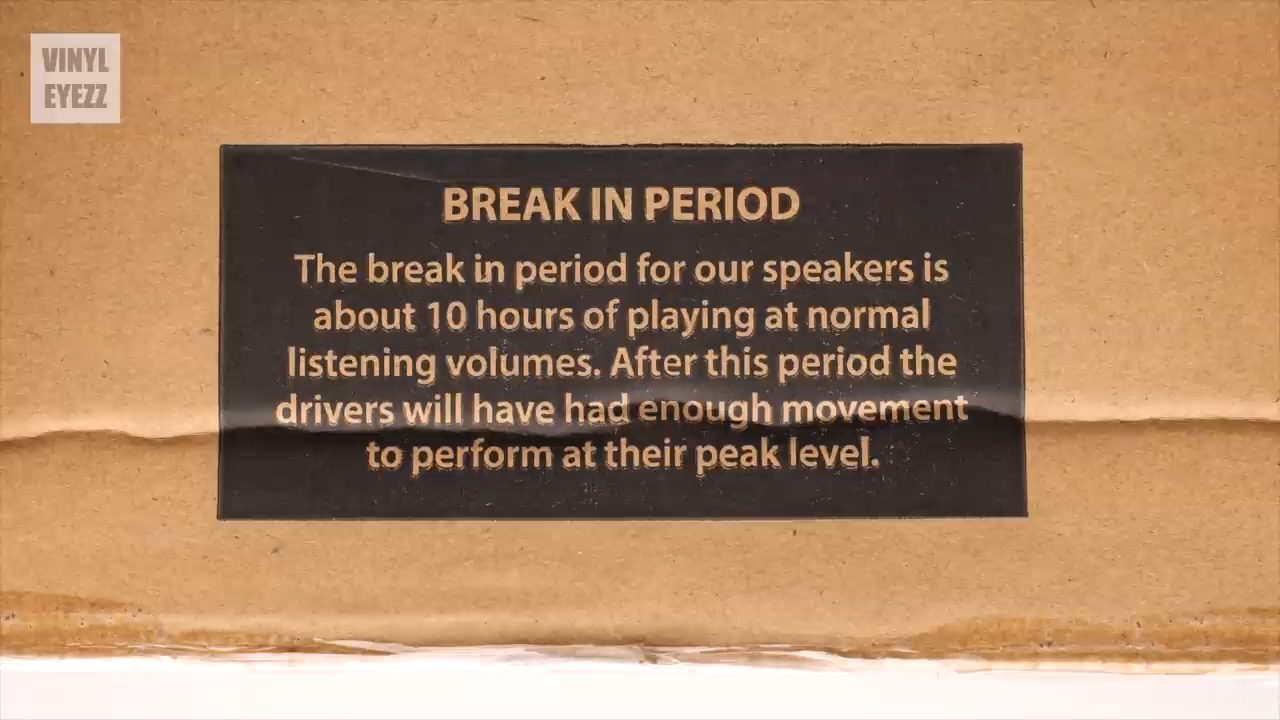 VINYL
EYEZZ
BREAK IN PERIOD
The break in period for our speakers is
about 10 hours of playing at normal
listening volumes. After this period the
drivers will have had enough movement
to perform at their peak level.